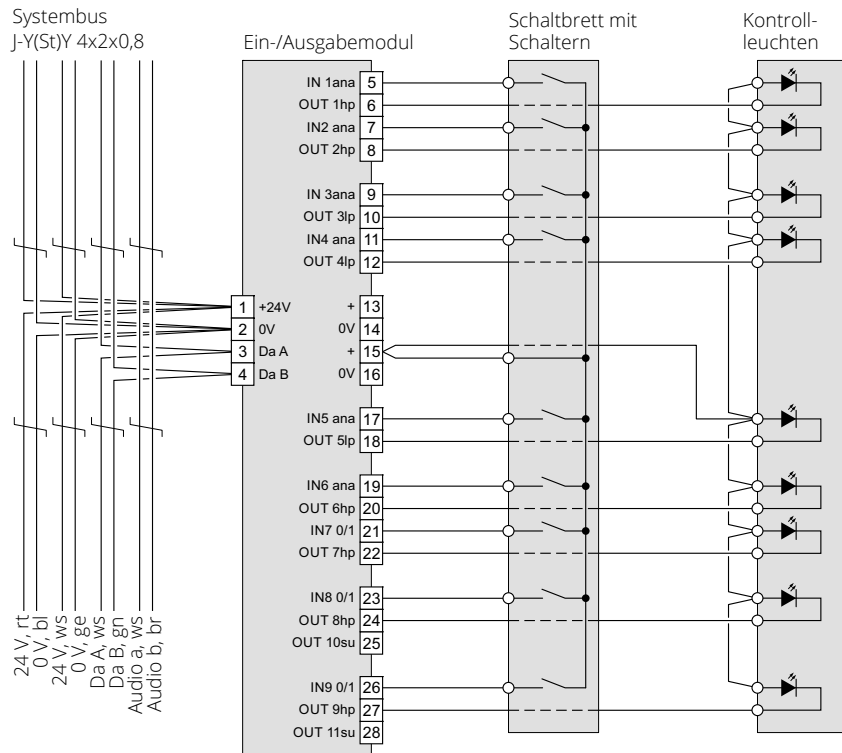 Systembus
J-Y(St)Y 4x2x0,8
Ein-/Ausgabemodul
Schaltbrett mit
Schaltern
Kontroll-
leuchten
IN 1ana 5
OUT 1hp 6
IN2 ana 7
OUT 2hp 8
IN 3ana 9
OUT 3lp 10
IN4 ana 11
OUT 4lp 12
1 +24V + 13
2 0V 0V 14
3 Da A + 15
4 Da B 0V 16
IN5 ana 17
OUT 5lp 18
IN6 ana 19
OUT 6hp 20
IN7 0/1 21
OUT 7hp 22
IN8 0/1 23
OUT 8hp 24
OUT 10su 25
IN9 0/1 26
OUT 9hp 27
OUT 11su 28
24 V, rt
0 V, bl
24 V, ws
0 V, ge
Da A, ws
Da B, gn
Audio a, ws
Audio b, br